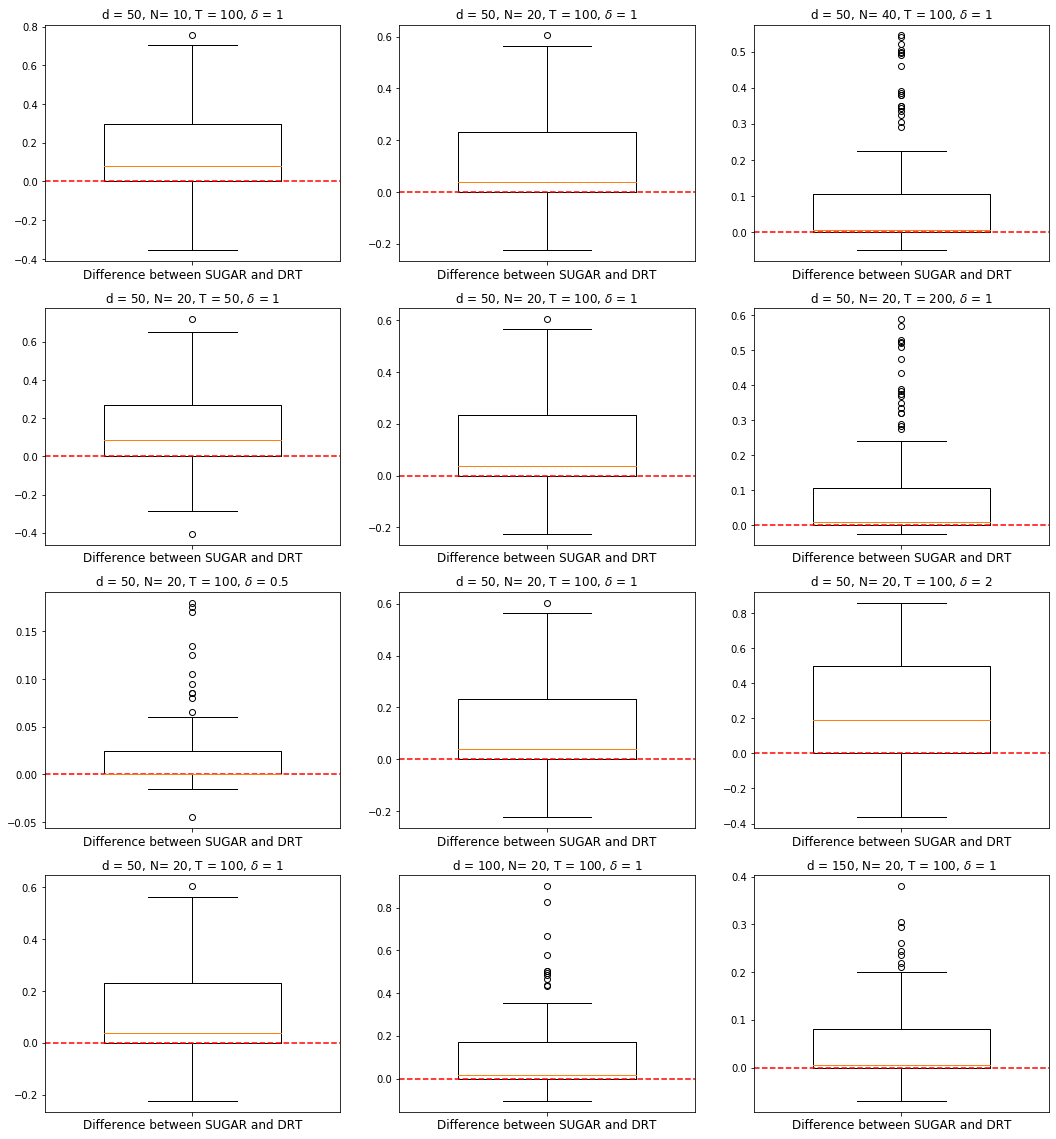 d = 50, N= 10, T = 100, δ = 1
0.8
0.6
0.4
0.2
0.0
−0.2
−0.4
Difference between SUGAR and DRT
d = 50, N= 20, T = 100, δ = 1
0.6
0.4
0.2
0.0
−0.2
Difference between SUGAR and DRT
d = 50, N= 40, T = 100, δ = 1
0.5
0.4
0.3
0.2
0.1
0.0
Difference between SUGAR and DRT
d = 50, N= 20, T = 50, δ = 1
0.6
0.4
0.2
0.0
−0.2
−0.4
Difference between SUGAR and DRT
d = 50, N= 20, T = 100, δ = 1
0.6
0.4
0.2
0.0
−0.2
Difference between SUGAR and DRT
d = 50, N= 20, T = 200, δ = 1
0.6
0.5
0.4
0.3
0.2
0.1
0.0
Difference between SUGAR and DRT
d = 50, N= 20, T = 100, δ = 0.5
0.15
0.10
0.05
0.00
−0.05
Difference between SUGAR and DRT
d = 50, N= 20, T = 100, δ = 1
0.6
0.4
0.2
0.0
−0.2
Difference between SUGAR and DRT
d = 50, N= 20, T = 100, δ = 2
0.8
0.6
0.4
0.2
0.0
−0.2
−0.4
Difference between SUGAR and DRT
d = 50, N= 20, T = 100, δ = 1
0.6
0.4
0.2
0.0
−0.2
Difference between SUGAR and DRT
d = 100, N= 20, T = 100, δ = 1
0.8
0.6
0.4
0.2
0.0
Difference between SUGAR and DRT
d = 150, N= 20, T = 100, δ = 1
0.4
0.3
0.2
0.1
0.0
Difference between SUGAR and DRT